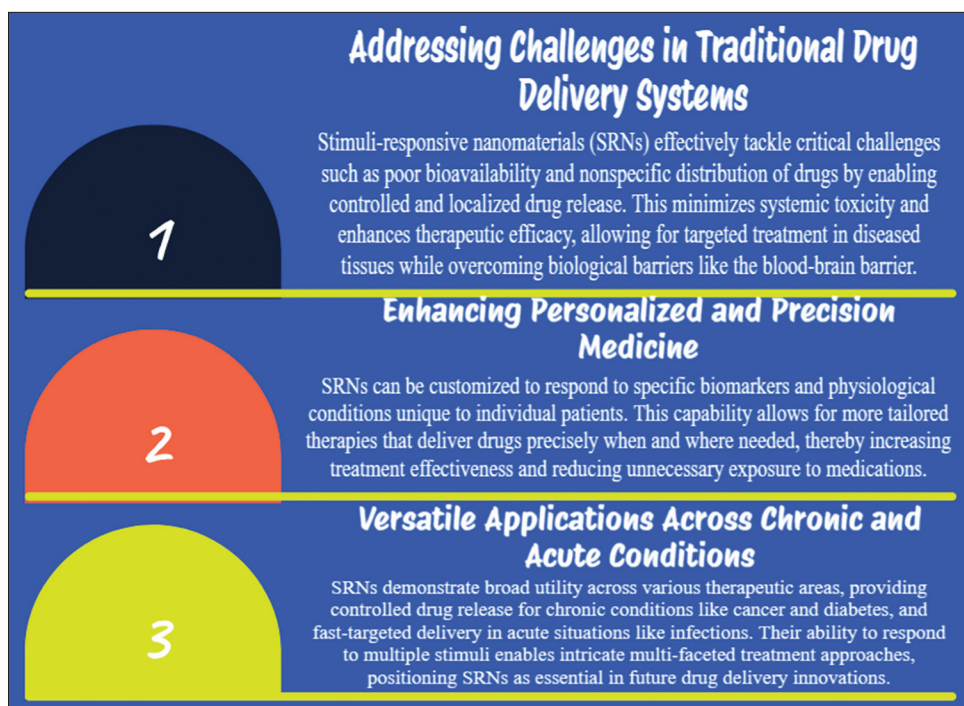 Addressing Challenges in Traditional Drug
Delivery Systems
Stimuli-responsive nanomaterials (SRNs) effectively tackle critical challenges
such as poor bioavailability and nonspecific distribution of drugs by enabling
controlled and localized drug release. This minimizes systemic toxicity and
enhances therapeutic efficacy, allowing for targeted treatment in diseased
tissues while overcoming biological barriers like the blood-brain barrier.
1
Enhancing Personalized and Precision
Medicine
SRNs can be customized to respond to specific biomarkers and physiological
conditions unique to individual patients. This capability allows for more tailored
therapies that deliver drugs precisely when and where needed, thereby increasing
treatment effectiveness and reducing unnecessary exposure to medications.
2
Versatile Applications Across Chronic and
Acute Conditions
SRNs demonstrate broad utility across various therapeutic areas, providing
controlled drug release for chronic conditions like cancer and diabetes, and
fast-targeted delivery in acute situations like infections. Their ability to respond
to multiple stimuli enables intricate multi-faceted treatment approaches,
positioning SRNs as essential in future drug delivery innovations.
3